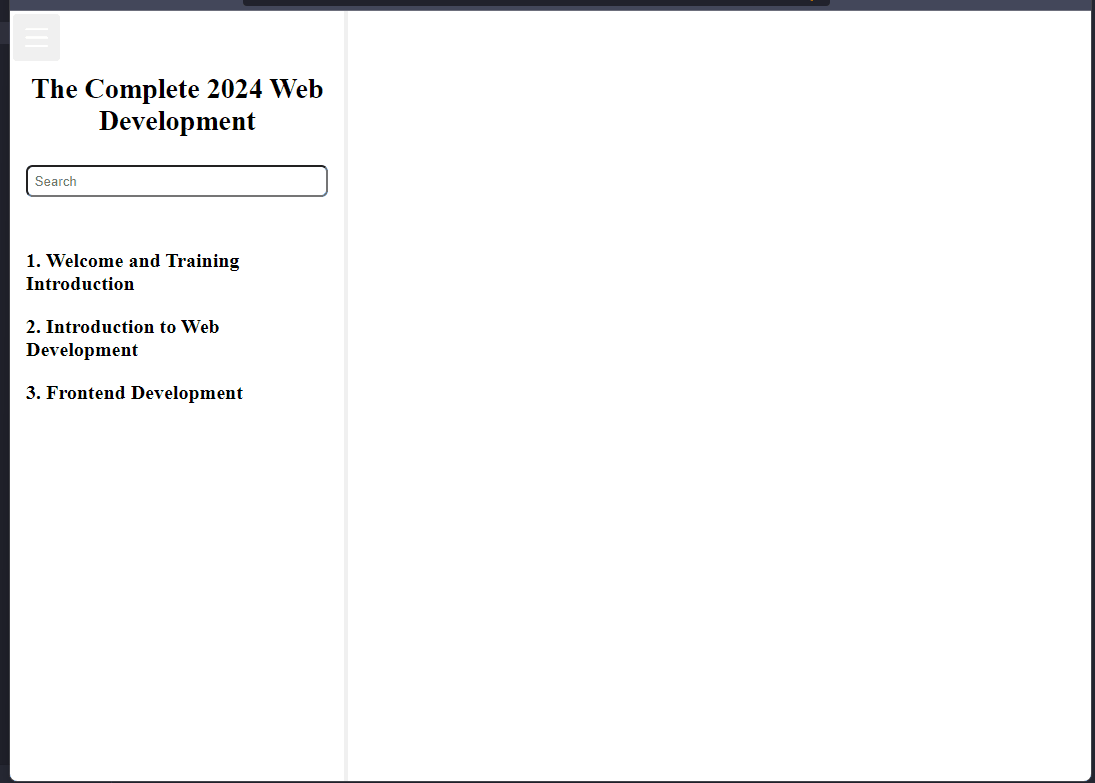 The Complete 2024 Web
Development
Search
1. Welcome and Training
Introduction
2. Introduction to Web
Development
3. Frontend Development